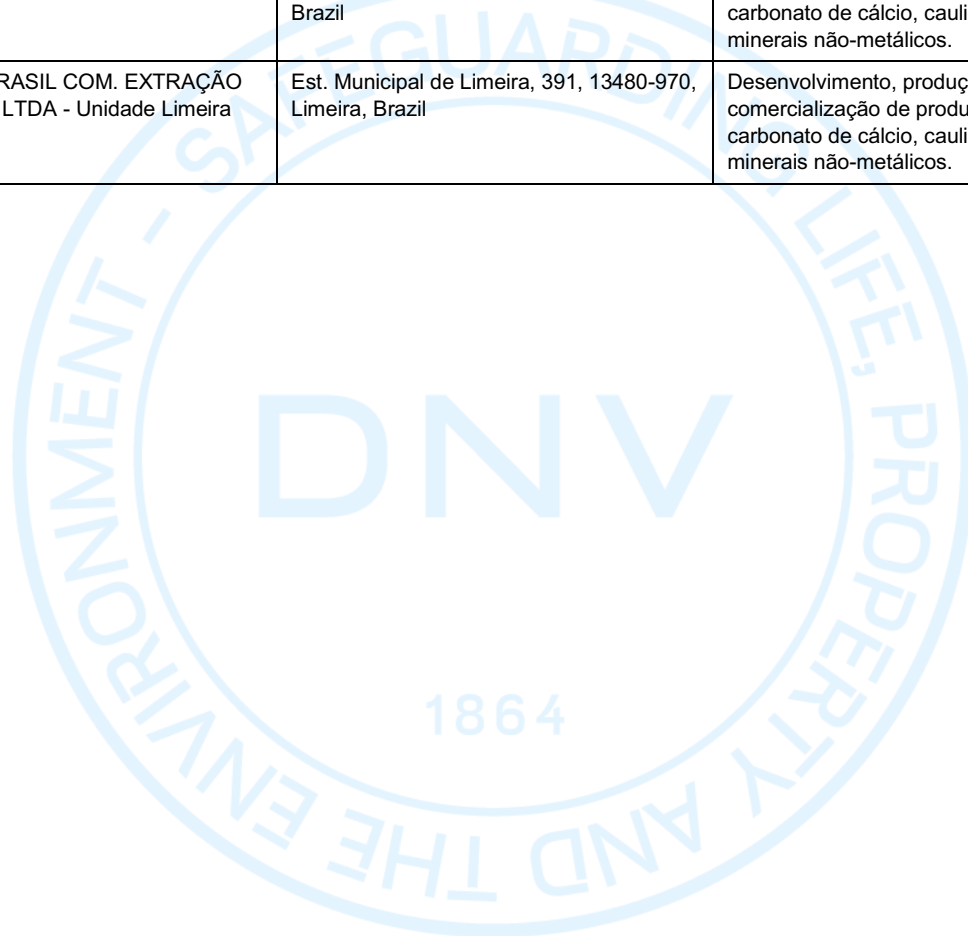 Brazil
carbonato de cálcio, cauli
minerais não-metálicos.
RASIL COM. EXTRAÇÃO
LTDA - Unidade Limeira
Est. Municipal de Limeira, 391, 13480-970,
Limeira, Brazil
Desenvolvimento, produç
comercialização de produ
carbonato de cálcio, cauli
minerais não-metálicos.
SAFEGUARDING LIFE, PROPERTY AND THE ENVIRONMENT -
DNV
1864